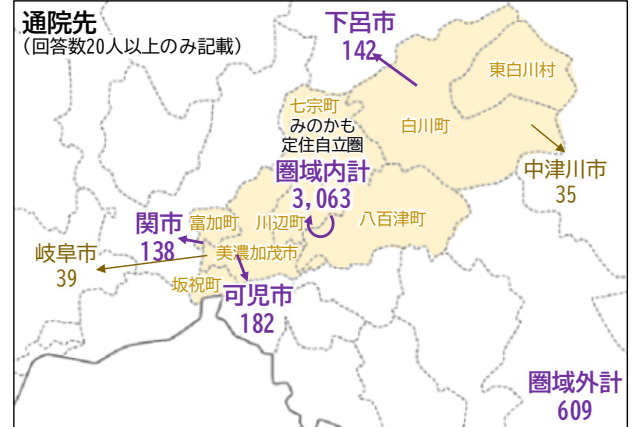 通院先
（回答数20人以上のみ記載）
下呂市
142
東白川村
七宗町
白川町
みのかも
定住自立圏
圏域内計
3,063
中津川市
35
関市
138
富加町
川辺町
八百津町
岐阜市
39
美濃加茂市
坂祝町
可児市
182
圏域外計
609